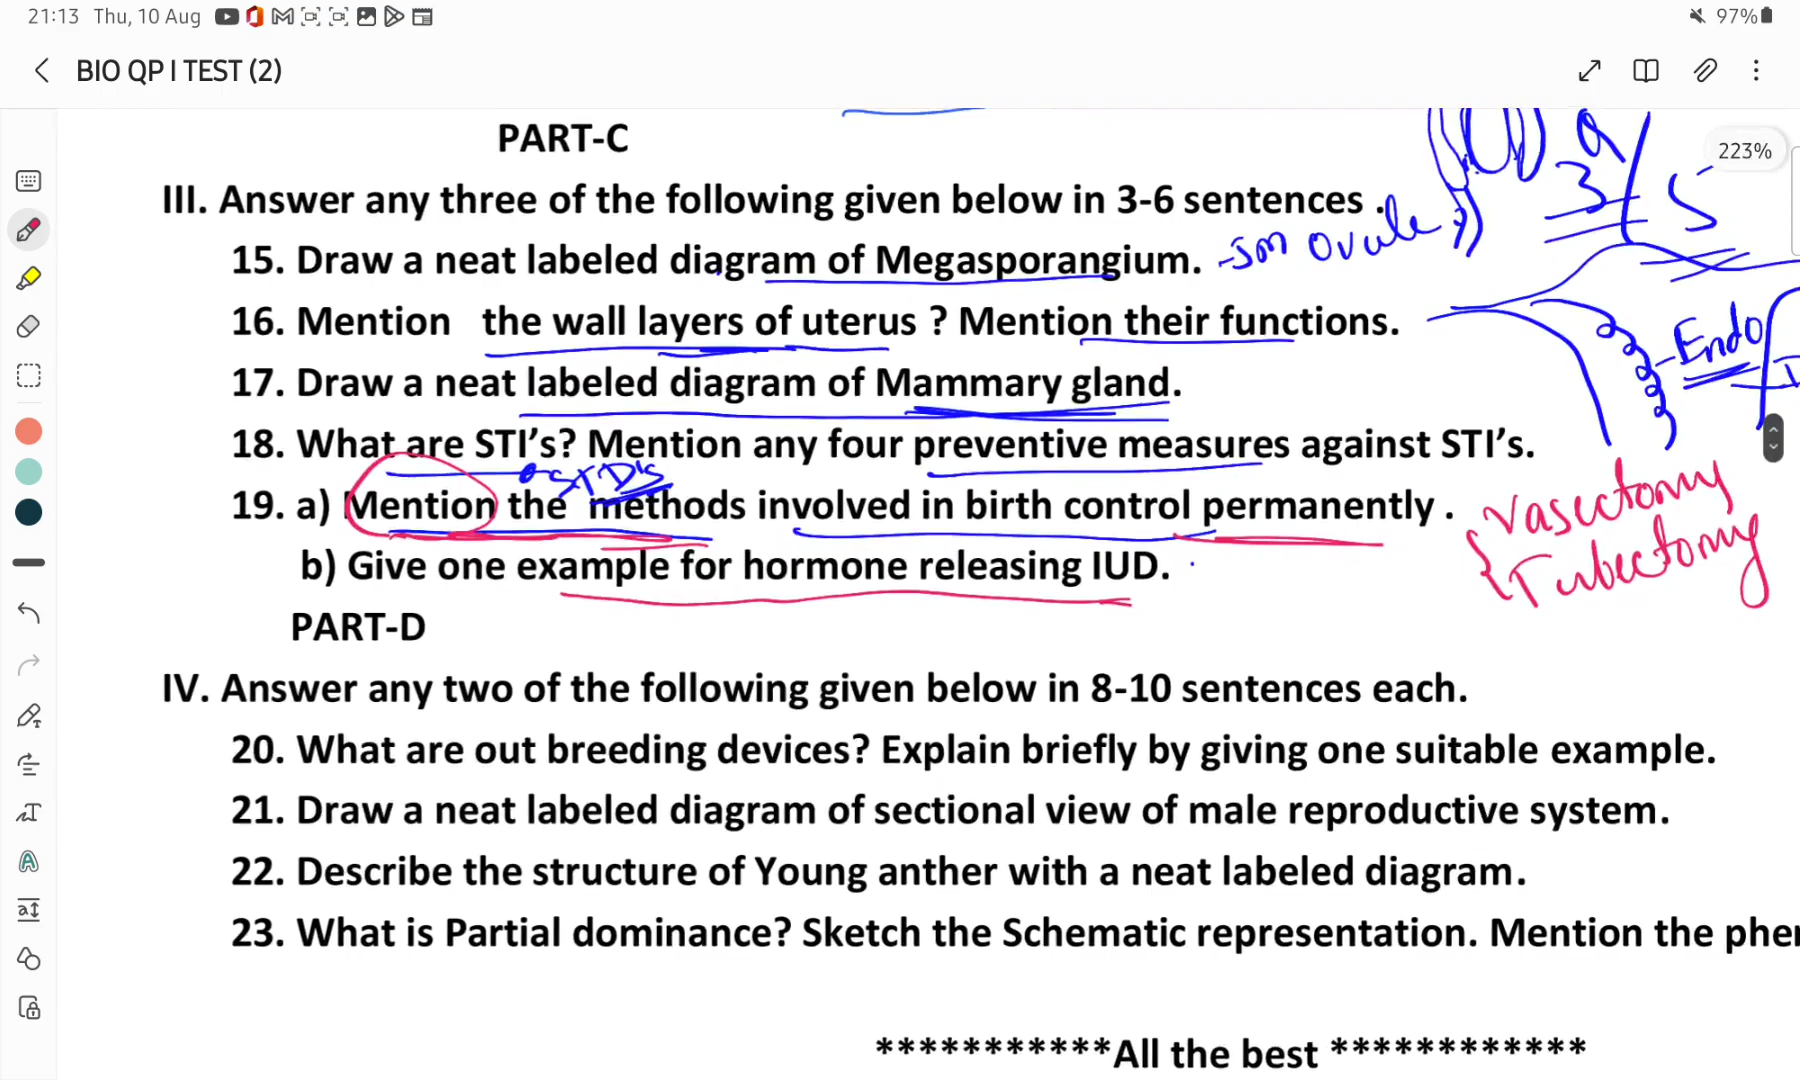 21:13 Thu, 10 Aug
97%
BIO QP I TEST (2)
223%
PART-C
III. Answer any three of the following given below in 3-6 sentences .
3/5
15. Draw a neat labeled diagram of Megasporangium.
ovule
16. Mention the wall layers of uterus ? Mention their functions.
Endo
17. Draw a neat labeled diagram of Mammary gland.
18. What are STI's? Mention any four preventive measures against STI's.
STD's
19. a) Mention the methods involved in birth control permanently .
Vasectomy
Tubectomy
b) Give one example for hormone releasing IUD.
PART-D
IV. Answer any two of the following given below in 8-10 sentences each.
20. What are out breeding devices? Explain briefly by giving one suitable example.
21. Draw a neat labeled diagram of sectional view of male reproductive system.
22. Describe the structure of Young anther with a neat labeled diagram.
23. What is Partial dominance? Sketch the Schematic representation. Mention the phen
***********All the best ************